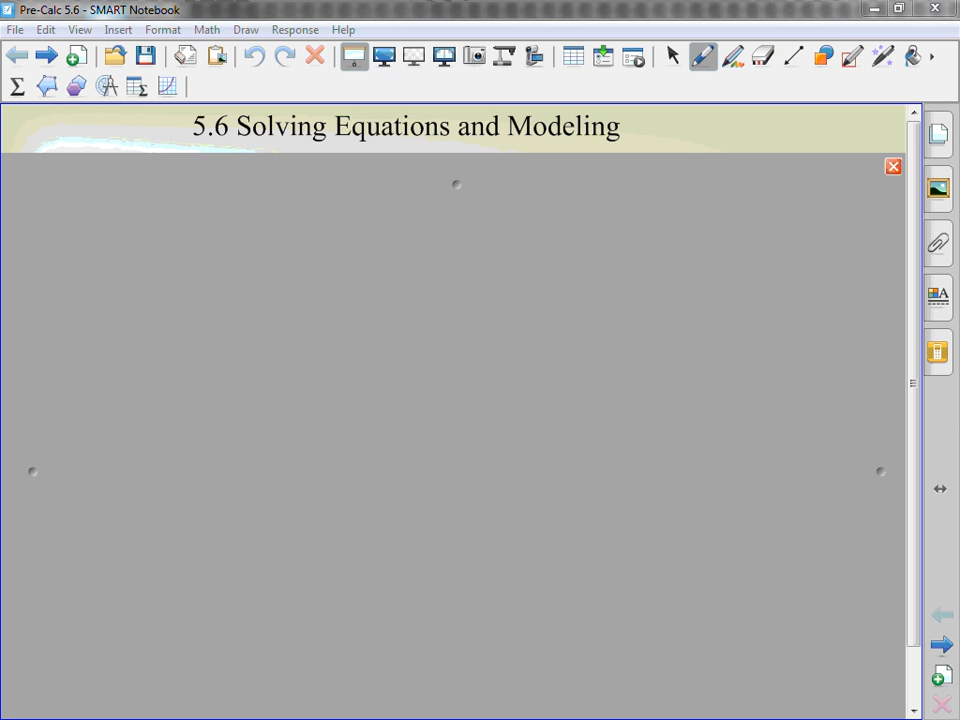 Pre-Calc 5.6 - SMART Notebook
File Edit View Insert Format Math Draw Response Help
5.6 Solving Equations and Modeling